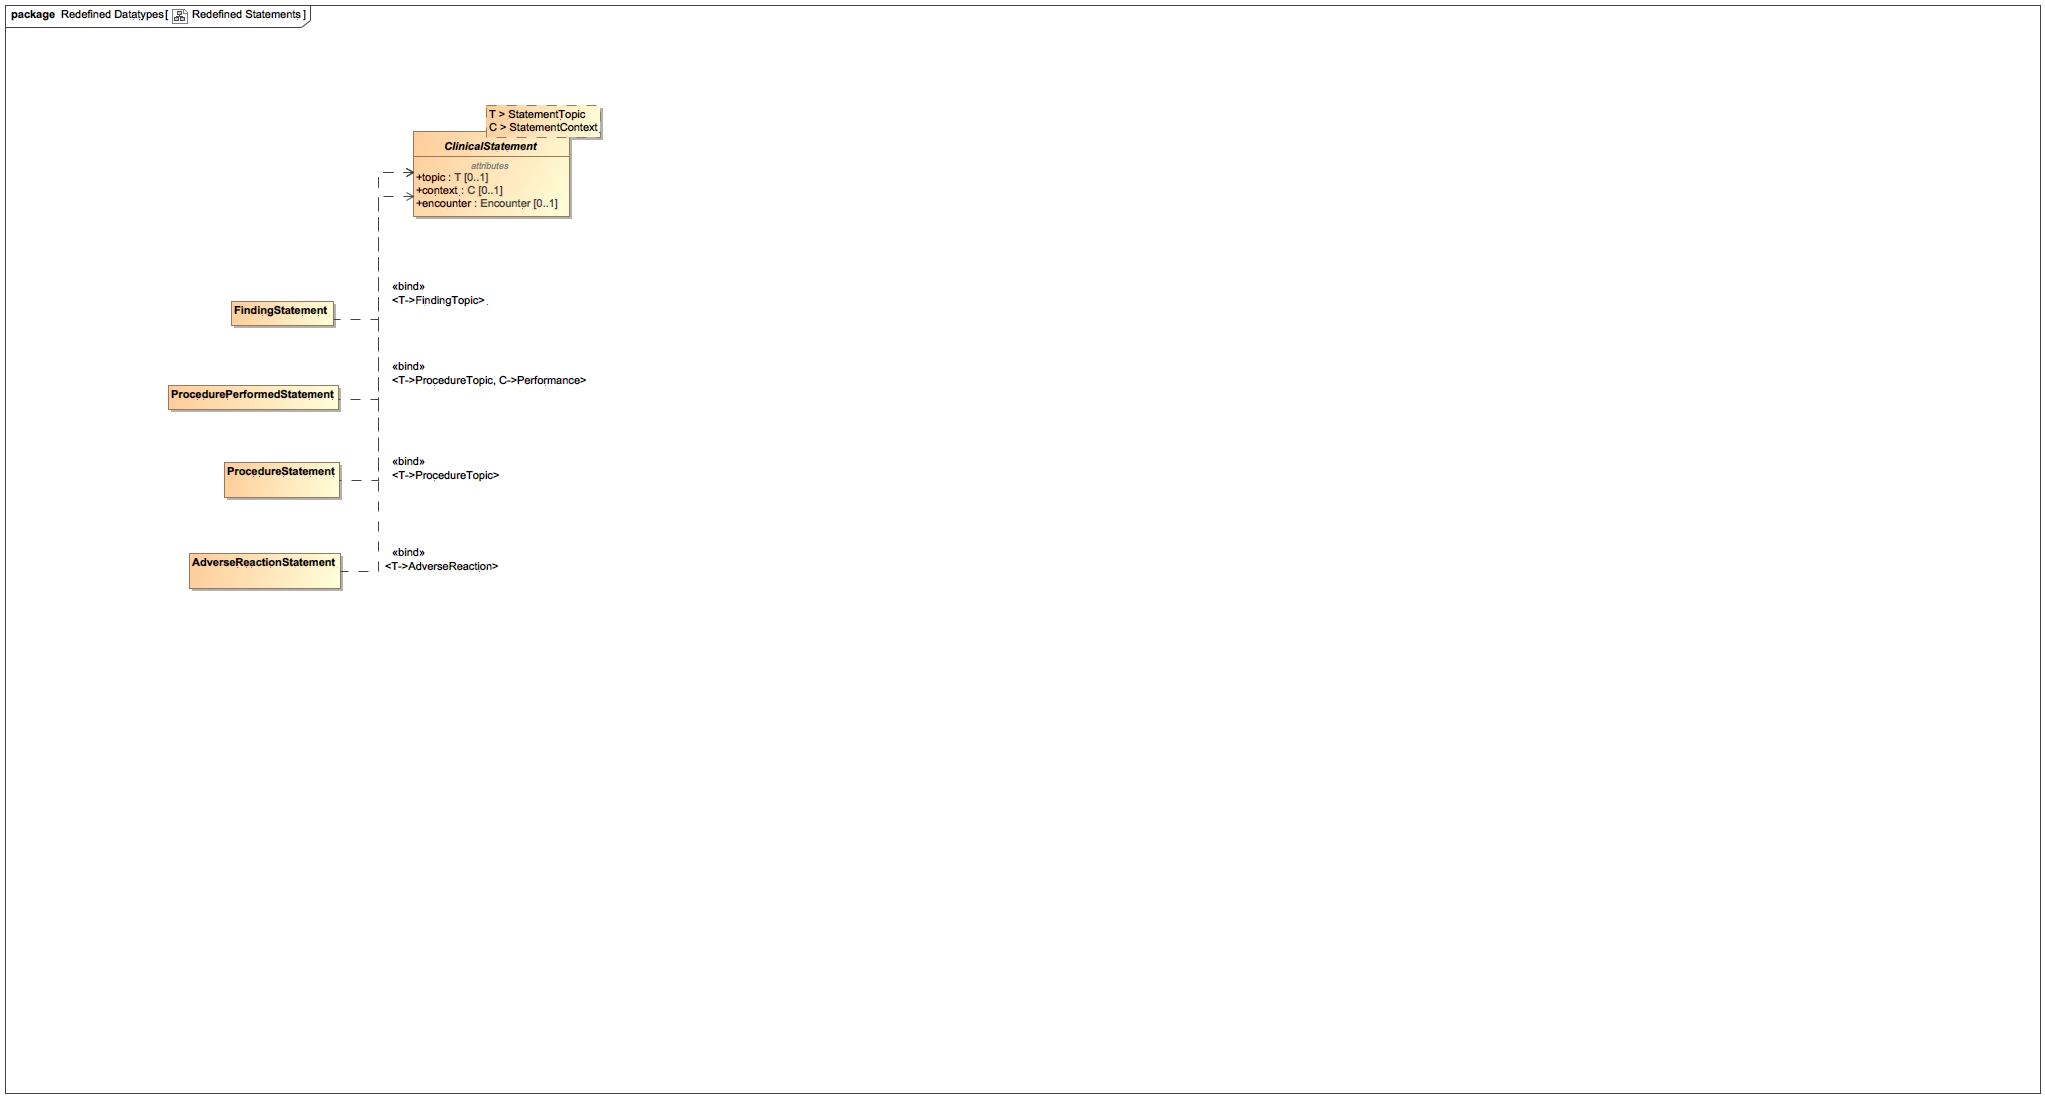 package Redefined Datatypes[ Redefined Statements ]
T > StatementTopic
C > StatementContext
ClinicalStatement
attributes
+topic : T [0..1]
+context : C [0..1]
+encounter : Encounter [0..1]
«bind»
<T->FindingTopic>
FindingStatement
«bind»
<T->ProcedureTopic, C->Performance>
ProcedurePerformedStatement
«bind»
<T->ProcedureTopic>
ProcedureStatement
«bind»
<T->AdverseReaction>
AdverseReactionStatement